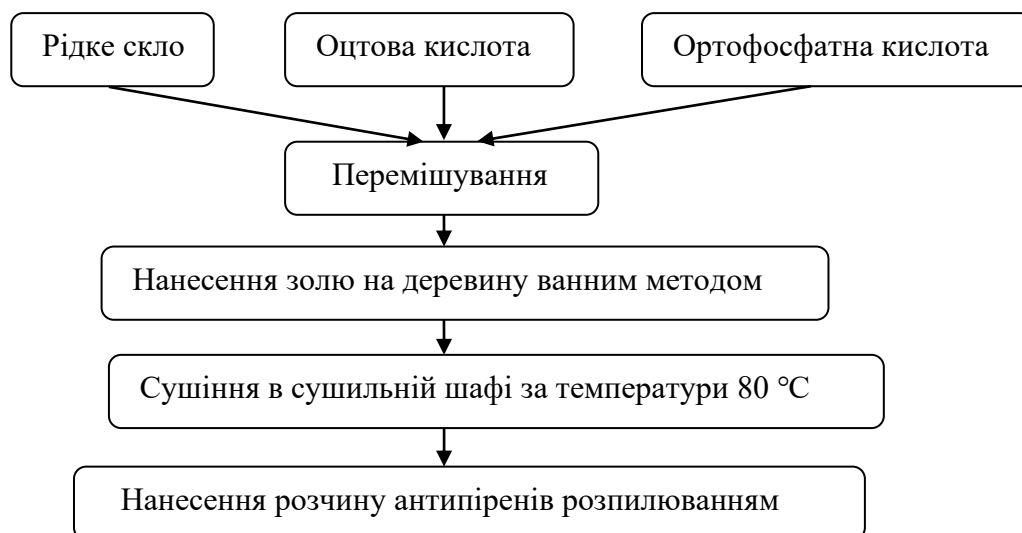 Рідке скло
Оцтова кислота
Ортофосфатна кислота
Перемішування
Нанесення золю на деревину ванним методом
Сушіння в сушильній шафі за температури 80 ℃
Нанесення розчину антипіренів розпилюванням